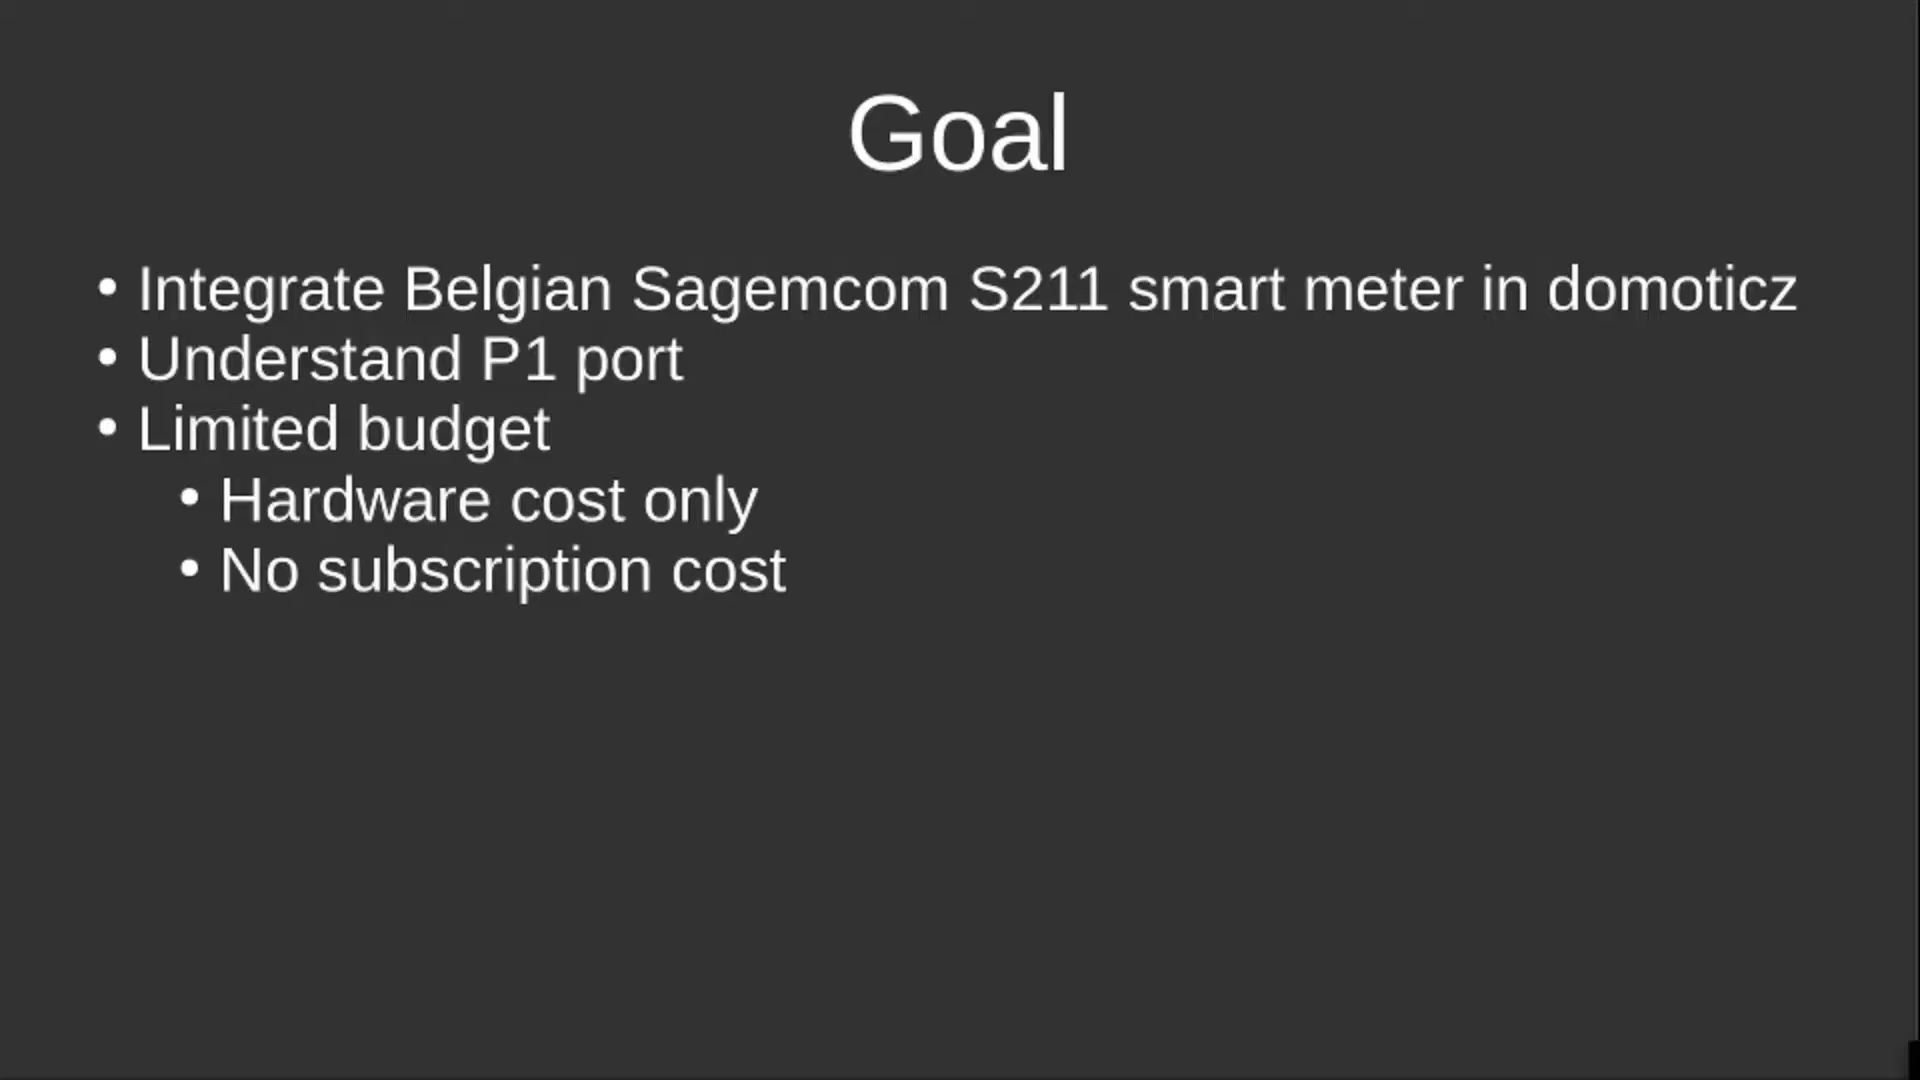 Goal
• Integrate Belgian Sagemcom S211 smart meter in domoticz
• Understand P1 port
• Limited budget
• Hardware cost only
• No subscription cost